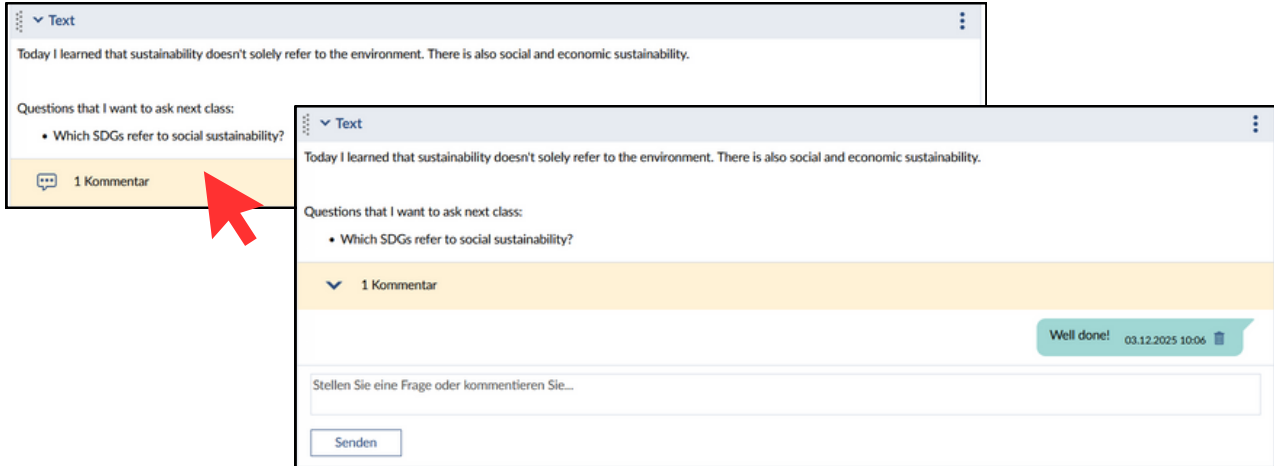 Text
Today I learned that sustainability doesn't solely refer to the environment. There is also social and economic sustainability.
Questions that I want to ask next class:
• Which SDGs refer to social sustainability?
1 Kommentar
Text
Today I learned that sustainability doesn't solely refer to the environment. There is also social and economic sustainability.
Questions that I want to ask next class:
• Which SDGs refer to social sustainability?
1 Kommentar
Well done! 03.12.2025 10:06
Stellen Sie eine Frage oder kommentieren Sie...
Senden